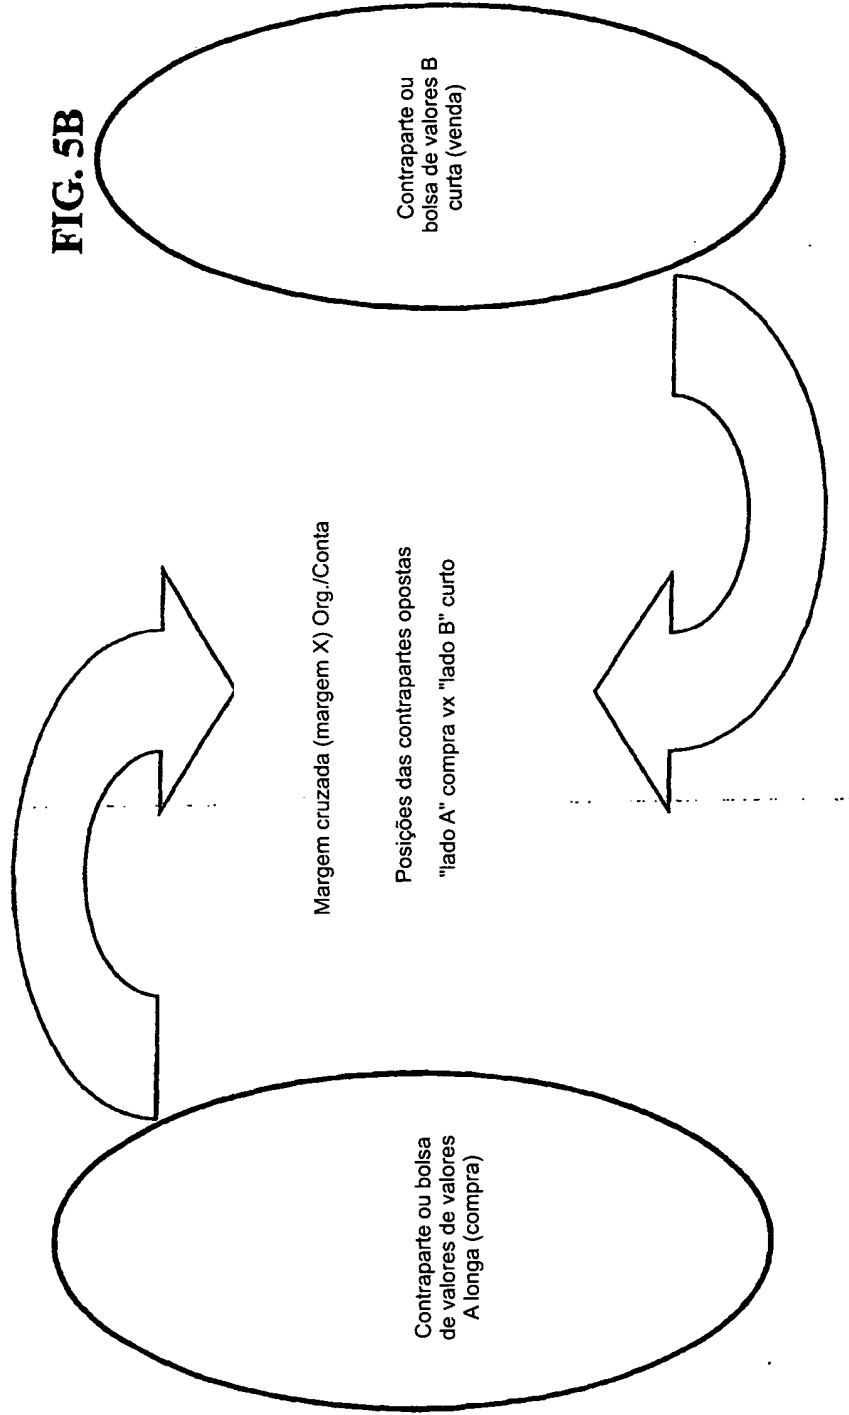 FIG. 5B
Contraparte ou bolsa
de valores de valores
A longa (compra)
Margem cruzada (margem X) Org./Conta
Posições das contrapartes opostas
"lado A" compra vx "lado B" curto
Contraparte ou
bolsa de valores B
curta (venda)